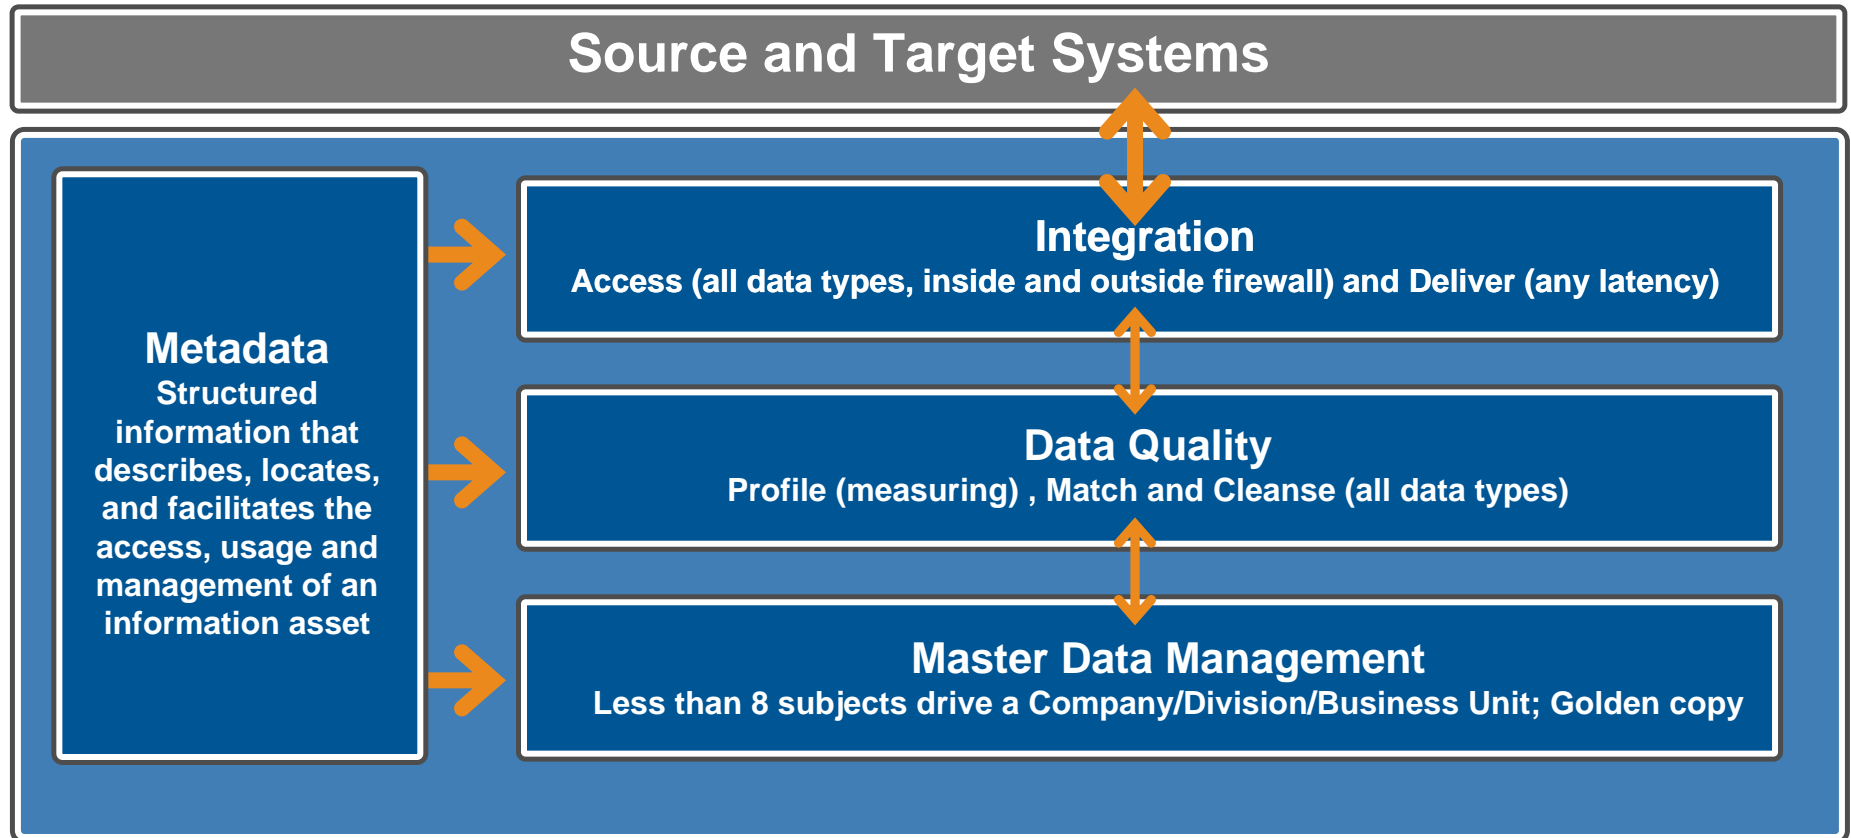 Source and Target Systems
Metadata
Structured
information that
describes, locates,
and facilitates the
access, usage and
management of an
information asset
Integration
Access (all data types, inside and outside firewall) and Deliver (any latency)
Data Quality
Profile (measuring) , Match and Cleanse (all data types)
Master Data Management
Less than 8 subjects drive a Company/Division/Business Unit; Golden copy